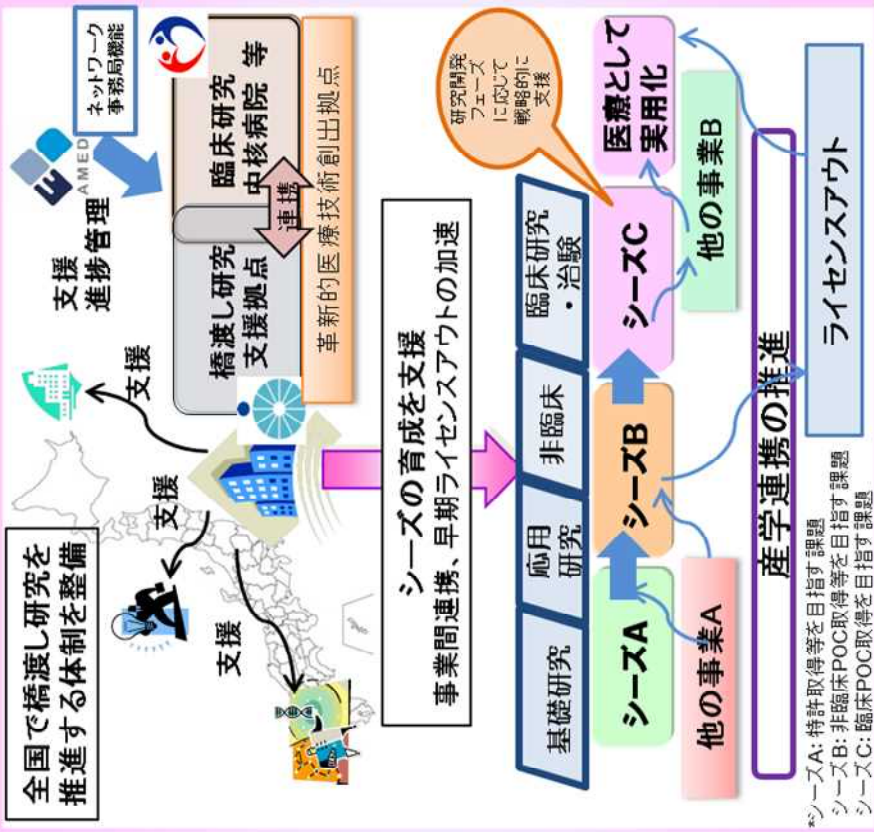 全国で橋渡し研究を
推進する体制を整備
支援
支援
支援
支援
進捗管理
AMED
ネットワーク
事務局機能
橋渡し研究
支援拠点
連携
臨床研究
中核病院 等
革新的医療技術創出拠点
シーズの育成を支援
事業間連携、早期ライセンスアウトの加速
基礎研究
応用
研究
非臨床
臨床研究
・治験
研究開発
フェーズ
に応じて
戦略的に
支援
シーズA
シーズB
シーズC
医療として
実用化
他の事業A
他の事業B
産学連携の推進
ライセンスアウト
*シーズA: 特許取得等を目指す課題
シーズB: 非臨床POC取得等を目指す課題
シーズC: 臨床POC取得を目指す課題